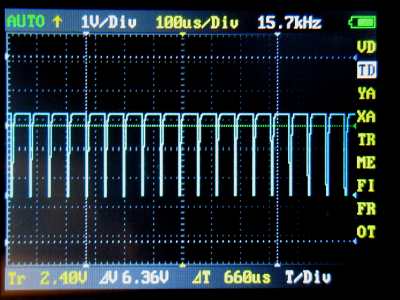 AUTO ↑ 1V/Div 100us/Div 15.7kHz
VD
TD
YA
XA
TR
ME
FI
FR
OT
Tr 2.40V ΔV 6.36V ΔT 660us T/Div